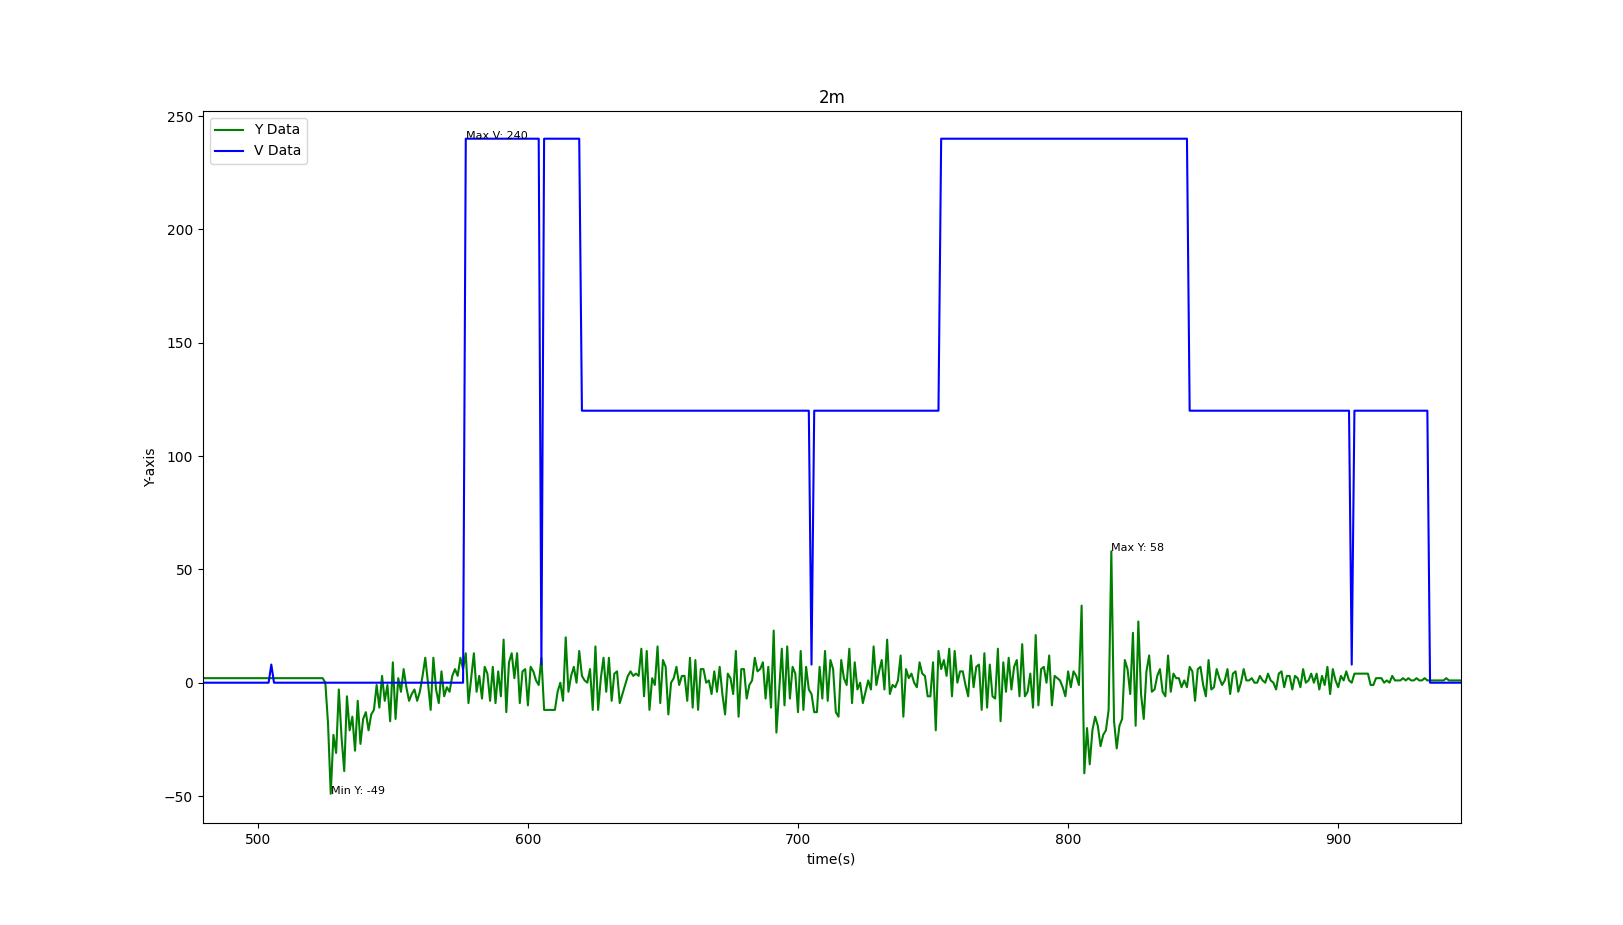 2m
Y Data
V Data
Max V: 240
Max Y: 58
Min Y: -49
Y-axis
250
200
150
100
50
0
−50
500 600 700 800 900
time(s)